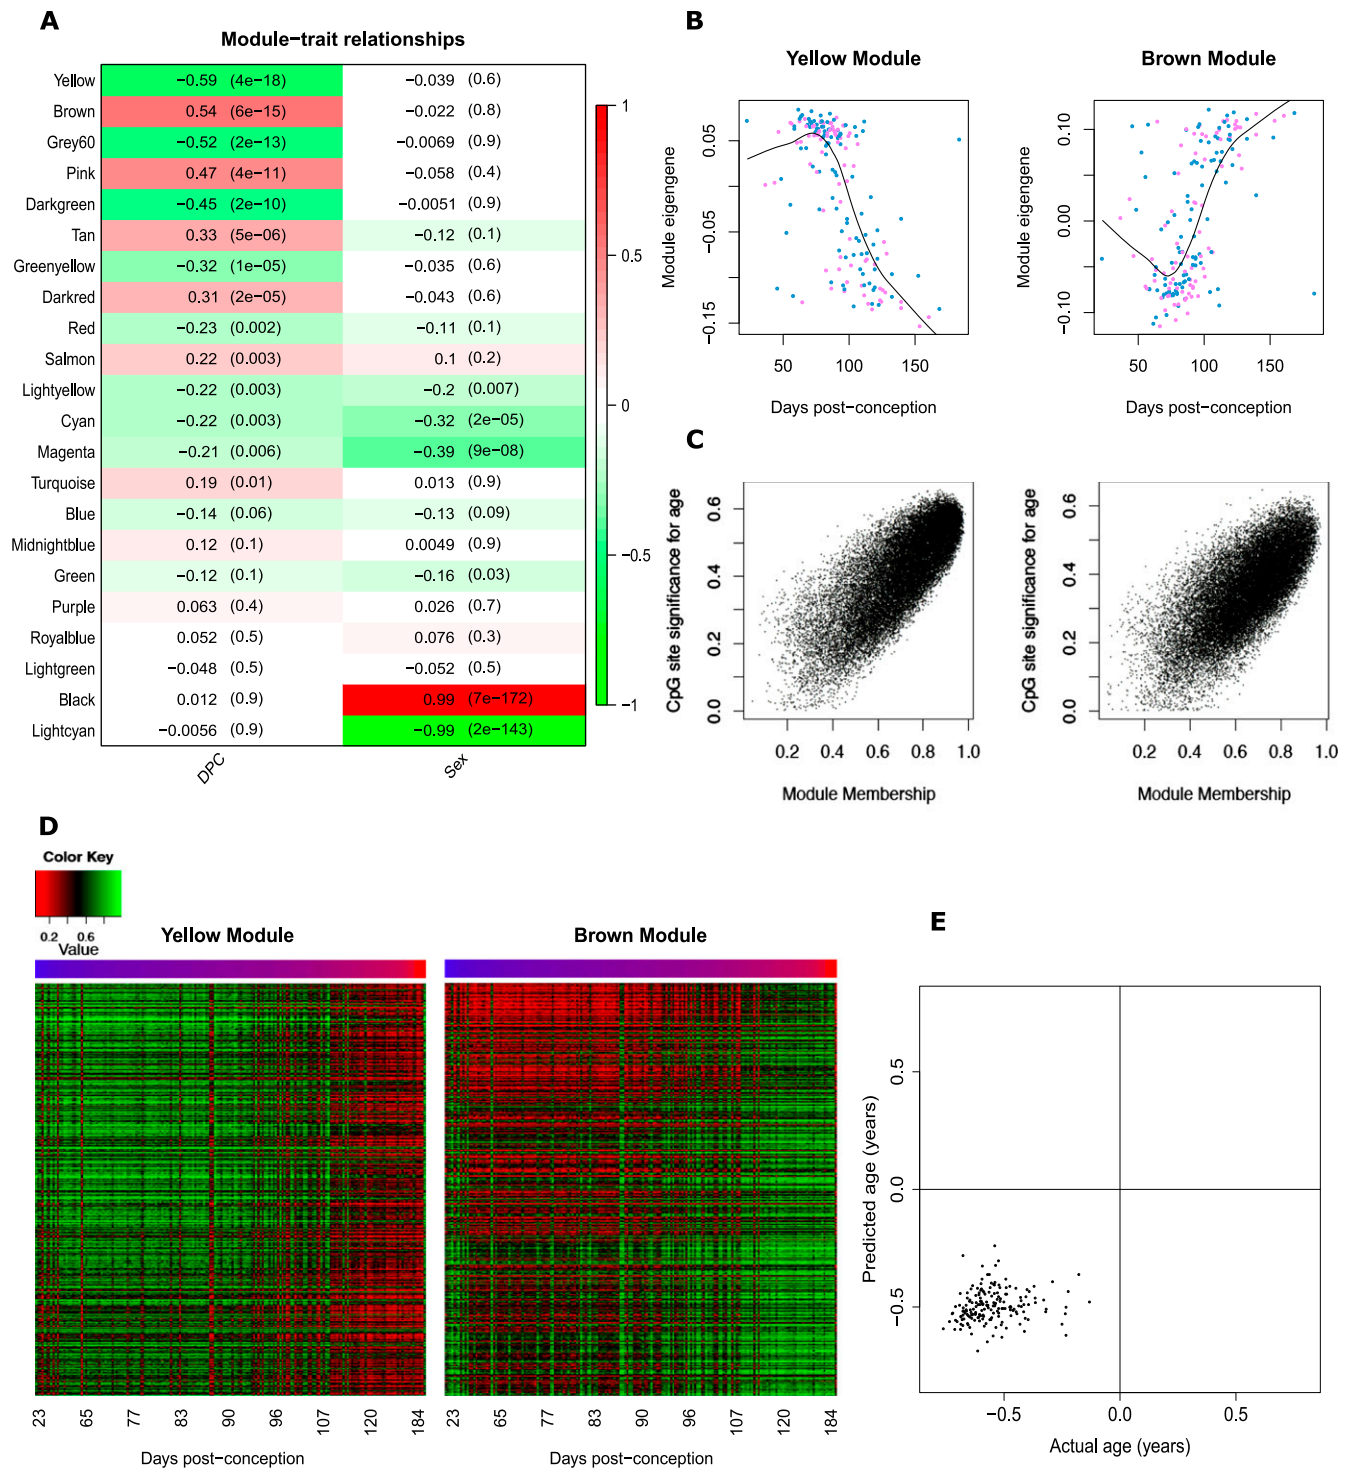 A
Module−trait relationships
Yellow −0.59 (4e−18) −0.039 (0.6)
Brown 0.54 (6e−15) −0.022 (0.8)
Grey60 −0.52 (2e−13) −0.0069 (0.9)
Pink 0.47 (4e−11) −0.058 (0.4)
Darkgreen −0.45 (2e−10) −0.0051 (0.9)
Tan 0.33 (5e−06) −0.12 (0.1)
Greenyellow −0.32 (1e−05) −0.035 (0.6)
Darkred 0.31 (2e−05) −0.043 (0.6)
Red −0.23 (0.002) −0.11 (0.1)
Salmon 0.22 (0.003) 0.1 (0.2)
Lightyellow −0.22 (0.003) −0.2 (0.007)
Cyan −0.22 (0.003) −0.32 (2e−05)
Magenta −0.21 (0.006) −0.39 (9e−08)
Turquoise 0.19 (0.01) 0.013 (0.9)
Blue −0.14 (0.06) −0.13 (0.09)
Midnightblue 0.12 (0.1) 0.0049 (0.9)
Green −0.12 (0.1) −0.16 (0.03)
Purple 0.063 (0.4) 0.026 (0.7)
Royalblue 0.052 (0.5) 0.076 (0.3)
Lightgreen −0.048 (0.5) −0.052 (0.5)
Black 0.012 (0.9) 0.99 (7e−172)
Lightcyan −0.0056 (0.9) −0.99 (2e−143)
DPC Sex
1
0.5
0
−0.5
−1
B
Yellow Module
Module eigengene
0.05
−0.05
−0.15
50 100 150
Days post−conception
Brown Module
Module eigengene
0.10
0.00
−0.10
50 100 150
Days post−conception
C
CpG site significance for age
0.6
0.4
0.2
0.0
0.2 0.4 0.6 0.8 1.0
Module Membership
CpG site significance for age
0.6
0.4
0.2
0.0
0.2 0.4 0.6 0.8 1.0
Module Membership
D
Color Key
0.2 0.6
Value
Yellow Module
23 65 77 83 90 96 107 120 184
Days post−conception
Brown Module
23 65 77 83 90 96 107 120 184
Days post−conception
E
Predicted age (years)
0.5
0.0
−0.5
−0.5 0.0 0.5
Actual age (years)